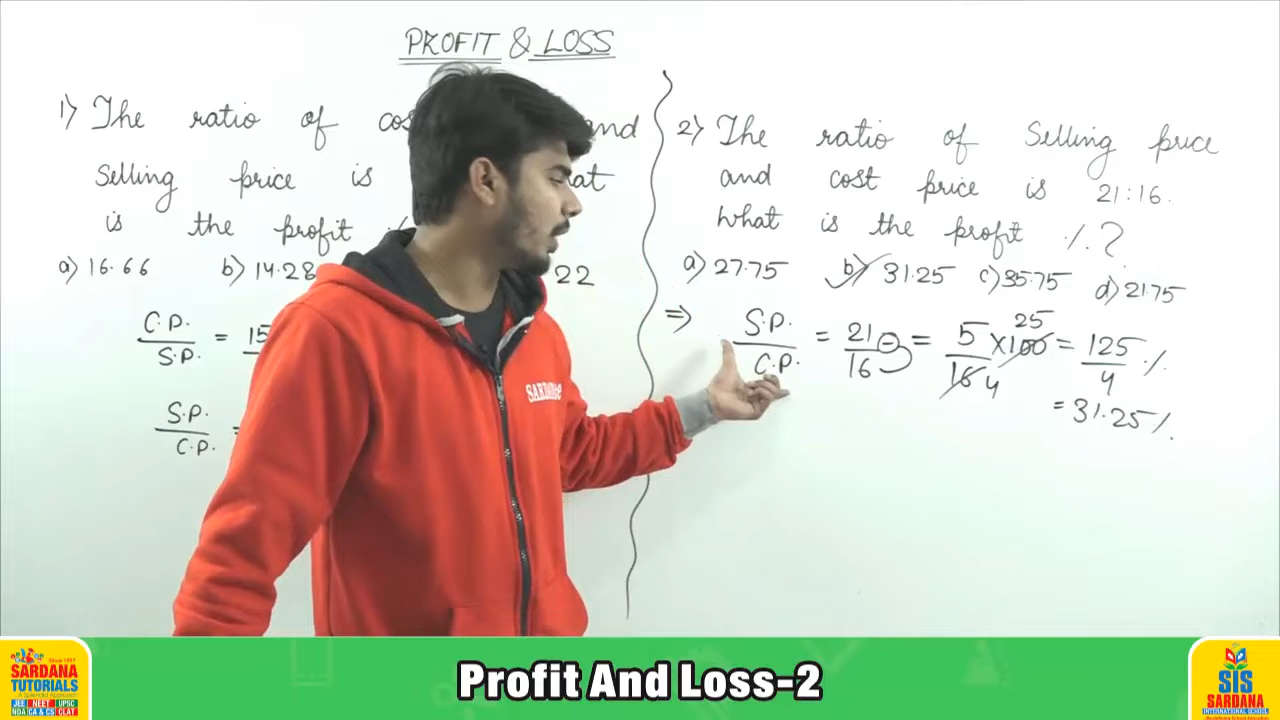 PROFIT & LOSS
1) The ratio of and
Selling price is
is the profit
a) 16.66 b) 14.28 22
C.P. / S.P. = 15
S.P. / C.P. =
2) The ratio of Selling price
and cost price is 21:16.
what is the profit %?
a) 27.75 b) 31.25 c) 35.75 d) 21.75
⇒ S.P. / C.P. = 21 / 16 = 5 / 16 4 × 100 25 = 125 / 4 %
= 31.25 %
SARDANA
Profit And Loss-2
Since 1997
SARDANA
TUTORIALS
A Splendid Approach
JEE NEET UPSC
NDA CA & CS CLAT
SIS
SARDANA
INTERNATIONAL SCHOOL